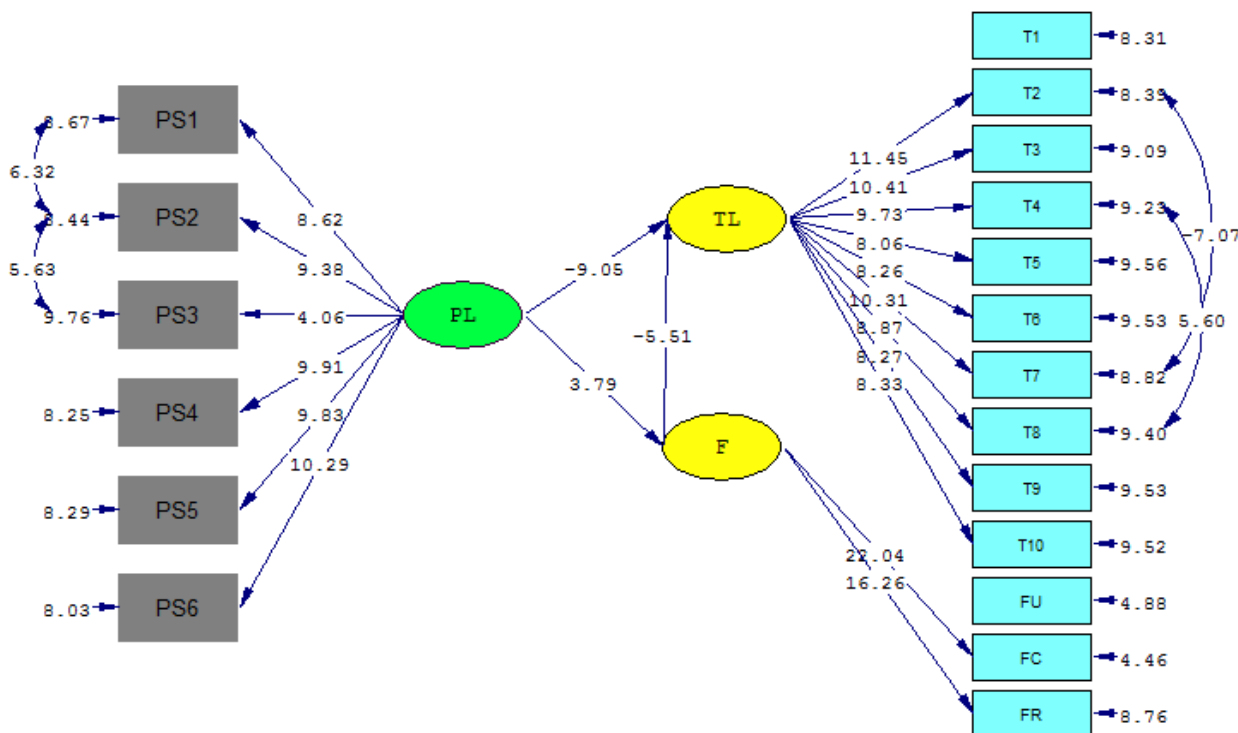 8.67
PS1
6.32
8.44
PS2
5.63
9.76
PS3
8.25
PS4
8.29
PS5
8.03
PS6
8.62
9.38
4.06
9.91
9.83
10.29
PL
-9.05
3.79
TL
-5.51
F
11.45
10.41
9.73
8.06
8.26
10.31
8.87
8.27
8.33
22.04
16.26
T1
8.31
T2
8.39
T3
9.09
T4
9.23
T5
9.56
T6
9.53
T7
8.82
T8
9.40
T9
9.53
T10
9.52
FU
4.88
FC
4.46
FR
8.76
-7.07
5.60